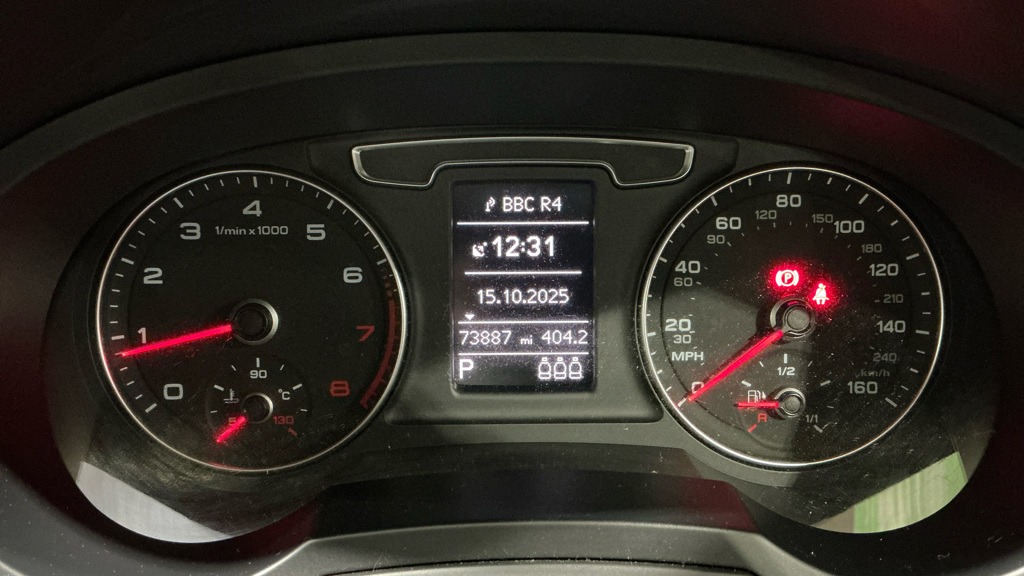 4
3 5
1/min x 1000
2 6
1 7
0 8
90
°C
50 130
BBC R4
12:31
15.10.2025
73887 mi 404.2
P
80
60 120 150 100
90 180
40 120
60 210
20 140
30
MPH 240
km/h
0 160
1/2
R 1/1
(P)